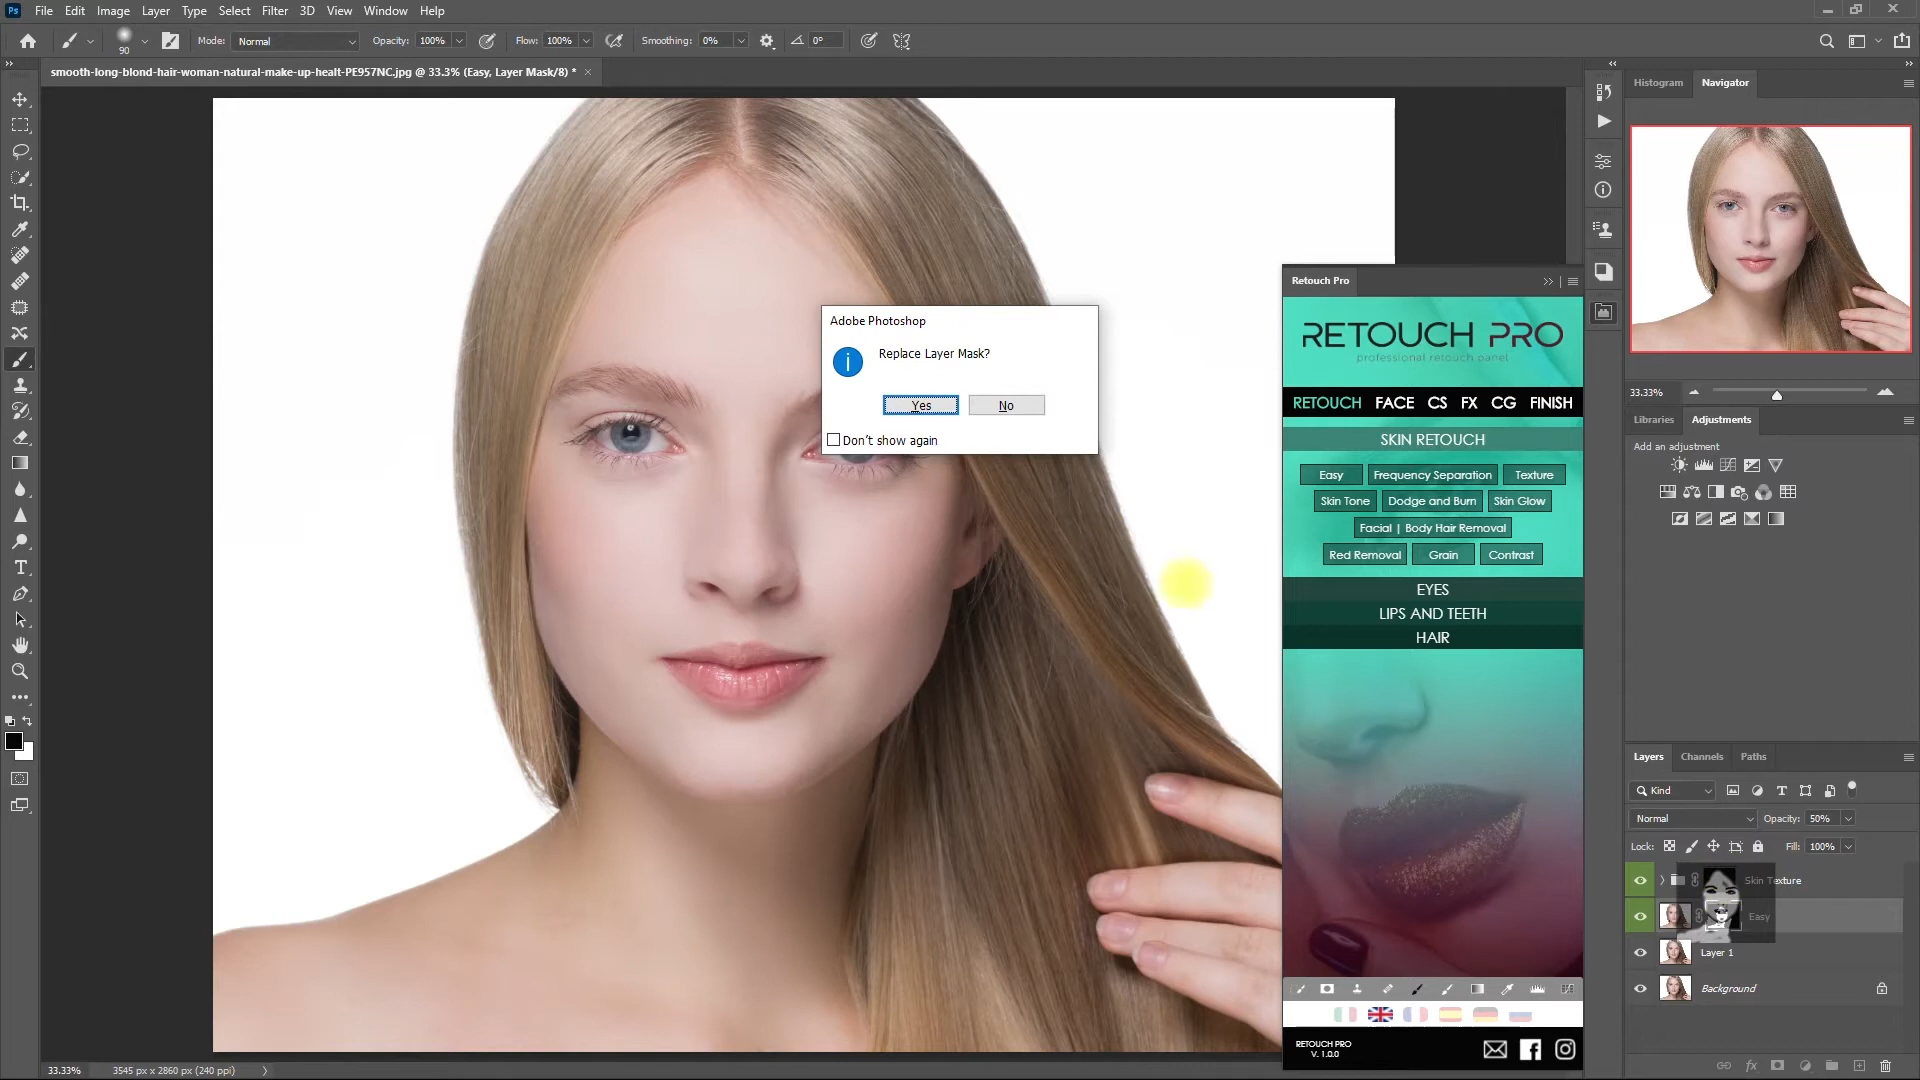 Ps File Edit Image Layer Type Select Filter 3D View Window Help
90 Mode: Normal Opacity: 100% Flow: 100% Smoothing: 0% 0°
smooth-long-blond-hair-woman-natural-make-up-healt-PE957NC.jpg @ 33.3% (Easy, Layer Mask/8) * ×
Histogram Navigator
33.33%
Libraries Adjustments
Add an adjustment
Adobe Photoshop
Replace Layer Mask?
Yes No
Don't show again
Retouch Pro
RETOUCH PRO
professional retouch panel
RETOUCH FACE CS FX CG FINISH
SKIN RETOUCH
Easy Frequency Separation Texture
Skin Tone Dodge and Burn Skin Glow
Facial | Body Hair Removal
Red Removal Grain Contrast
EYES
LIPS AND TEETH
HAIR
RETOUCH PRO
V. 1.0.0
Layers Channels Paths
Kind
Normal Opacity: 50%
Lock: Fill: 100%
Skin Texture
Easy
Layer 1
Background
fx
33.33% 3545 px x 2860 px (240 ppi)